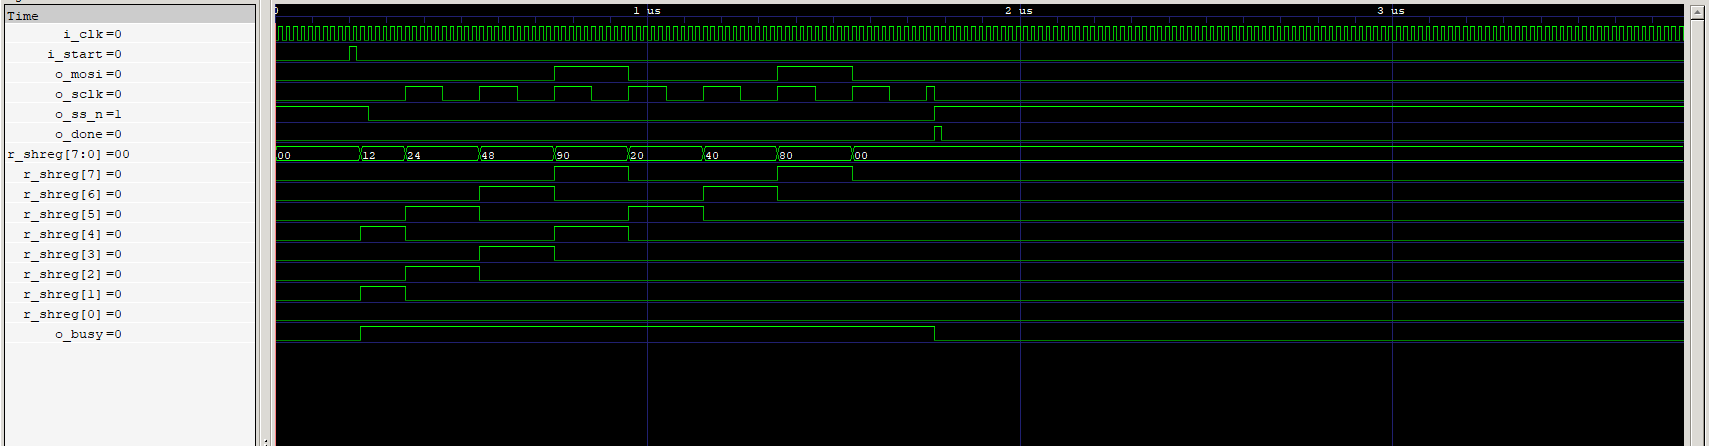 Time
0 1 us 2 us 3 us
i_clk=0
i_start=0
o_mosi=0
o_sclk=0
o_ss_n=1
o_done=0
r_shreg[7:0]=00 00 12 24 48 90 20 40 80 00
r_shreg[7]=0
r_shreg[6]=0
r_shreg[5]=0
r_shreg[4]=0
r_shreg[3]=0
r_shreg[2]=0
r_shreg[1]=0
r_shreg[0]=0
o_busy=0